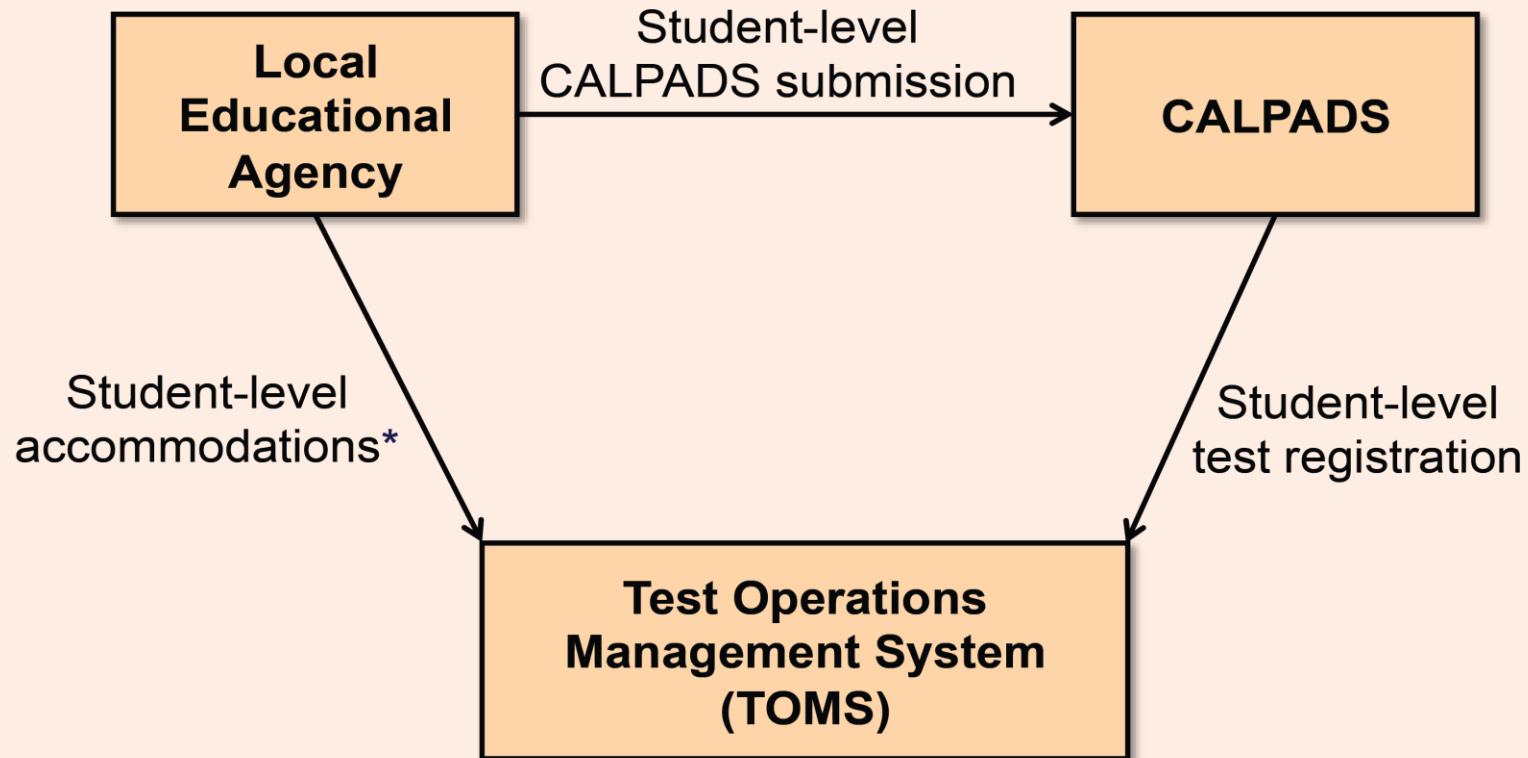 Local
Educational
Agency
Student-level
CALPADS submission
CALPADS
Student-level
accommodations*
Student-level
test registration
Test Operations
Management System
(TOMS)